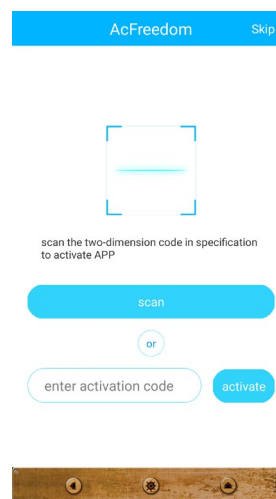 AcFreedom
Skip
scan the two-dimension code in specification
to activate APP
scan
or
enter activation code
activate